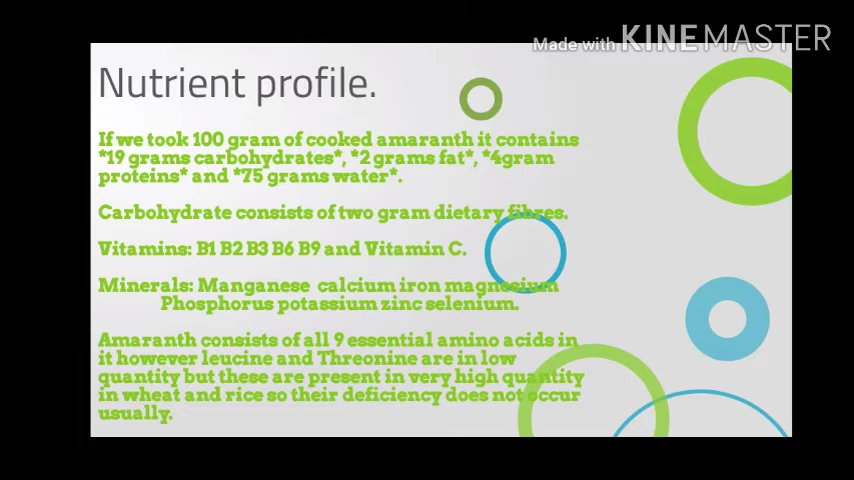 Made with KINEMASTER
Nutrient profile.
If we took 100 gram of cooked amaranth it contains
*19 grams carbohydrates*, *2 grams fat*, *4gram
proteins* and *75 grams water*.
Carbohydrate consists of two gram dietary fibres.
Vitamins: B1 B2 B3 B6 B9 and Vitamin C.
Minerals: Manganese calcium iron magnesium
Phosphorus potassium zinc selenium.
Amaranth consists of all 9 essential amino acids in
it however leucine and Threonine are in low
quantity but these are present in very high quantity
in wheat and rice so their deficiency does not occur
usually.